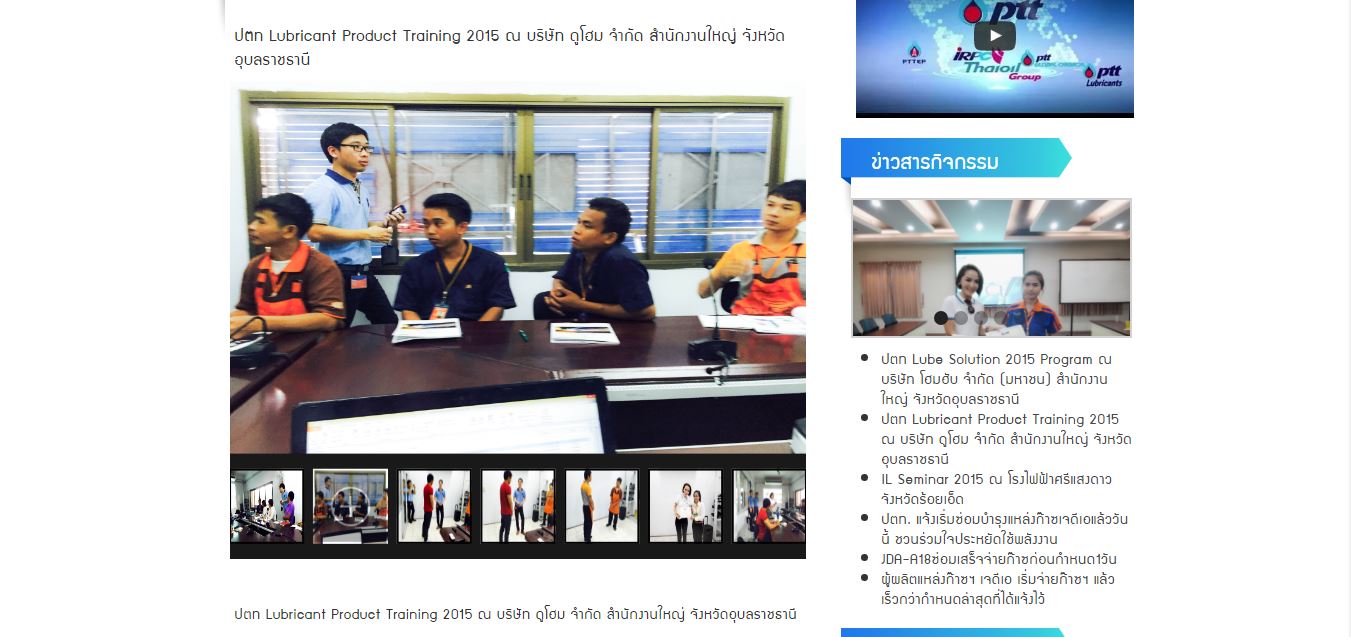 ปตท Lubricant Product Training 2015 ณ บริษัท ดูโฮม จำกัด สำนักงานใหญ่ จังหวัด
อุบลราชธานี
ptt
PTTEP
IRPC
ptt
Thaioil
Group
ptt
Lubricants
ข่าวสารกิจกรรม
ปตท Lube Solution 2015 Program ณ
บริษัท โฮมฮับ จำกัด (มหาชน) สำนักงาน
ใหญ่ จังหวัดอุบลราชธานี
ปตท Lubricant Product Training 2015
ณ บริษัท ดูโฮม จำกัด สำนักงานใหญ่ จังหวัด
อุบลราชธานี
IL Seminar 2015 ณ โรงไฟฟ้าศรีแสงดาว
จังหวัดร้อยเอ็ด
ปตท. แจ้งเริ่มซ่อมบำรุงแหล่งก๊าซเจดีเอแล้ววัน
นี้ ชวนร่วมใจประหยัดใช้พลังงาน
JDA-A18ซ่อมเสร็จจ่ายก๊าซก่อนกำหนด1วัน
ผู้ผลิตแหล่งก๊าซฯ เจดีเอ เริ่มจ่ายก๊าซฯ แล้ว
เร็วกว่ากำหนดล่าสุดที่ได้แจ้งไว้
ปตท Lubricant Product Training 2015 ณ บริษัท ดูโฮม จำกัด สำนักงานใหญ่ จังหวัดอุบลราชธานี